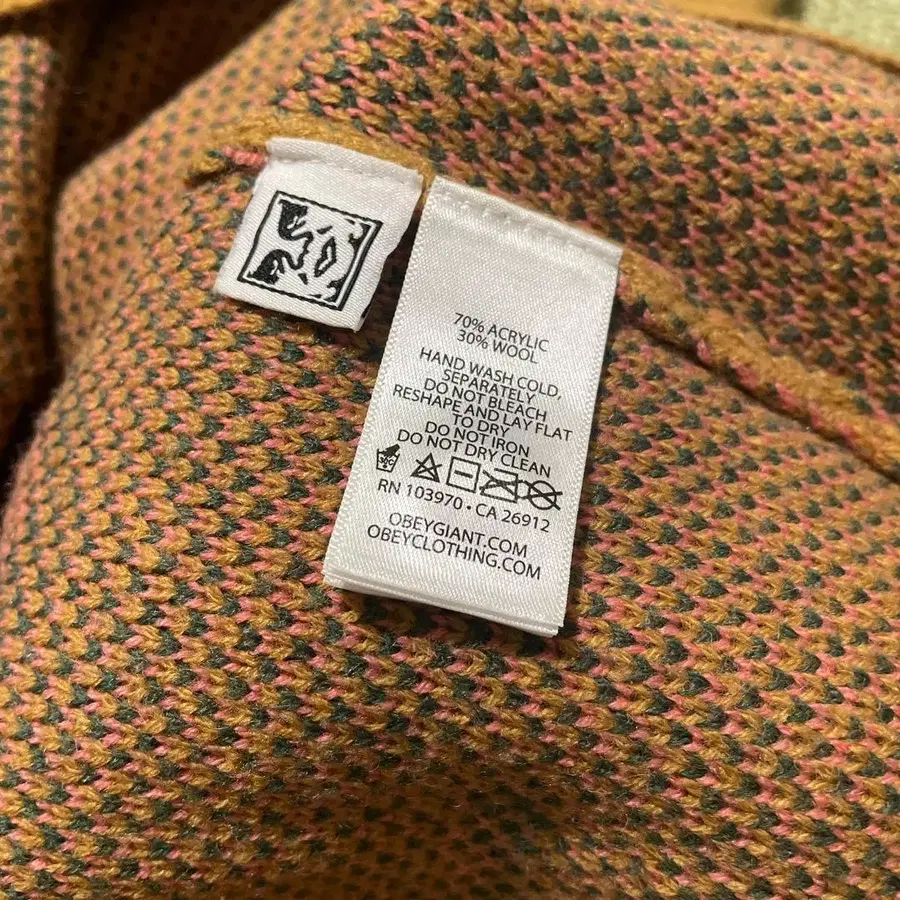 70% ACRYLIC
30% WOOL
HAND WASH COLD,
SEPARATELY
DO NOT BLEACH
RESHAPE AND LAY FLAT
TO DRY
DO NOT IRON
DO NOT DRY CLEAN
30C
RN 103970 • CA 26912
OBEYGIANT.COM
OBEYCLOTHING.COM